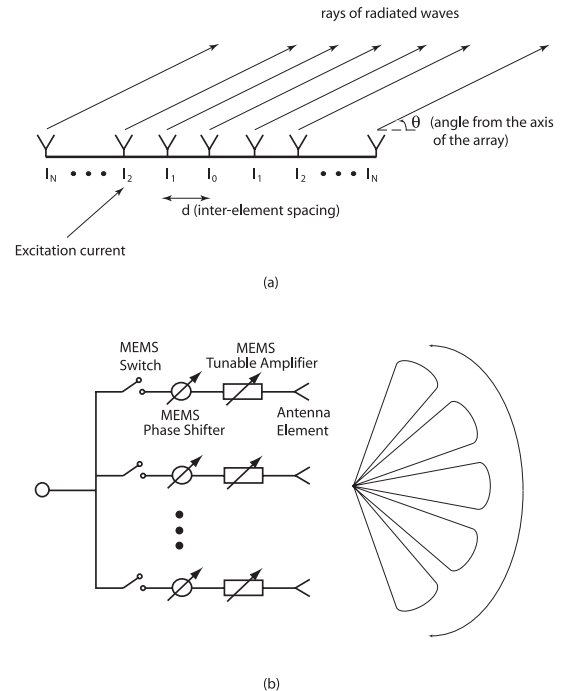 rays of radiated waves
θ (angle from the axis
of the array)
I_N • • • I_2 I_1 I_0 I_1 I_2 • • • I_N
d (inter-element spacing)
Excitation current
(a)
MEMS
Switch
MEMS
Tunable Amplifier
MEMS
Phase Shifter
Antenna
Element
(b)